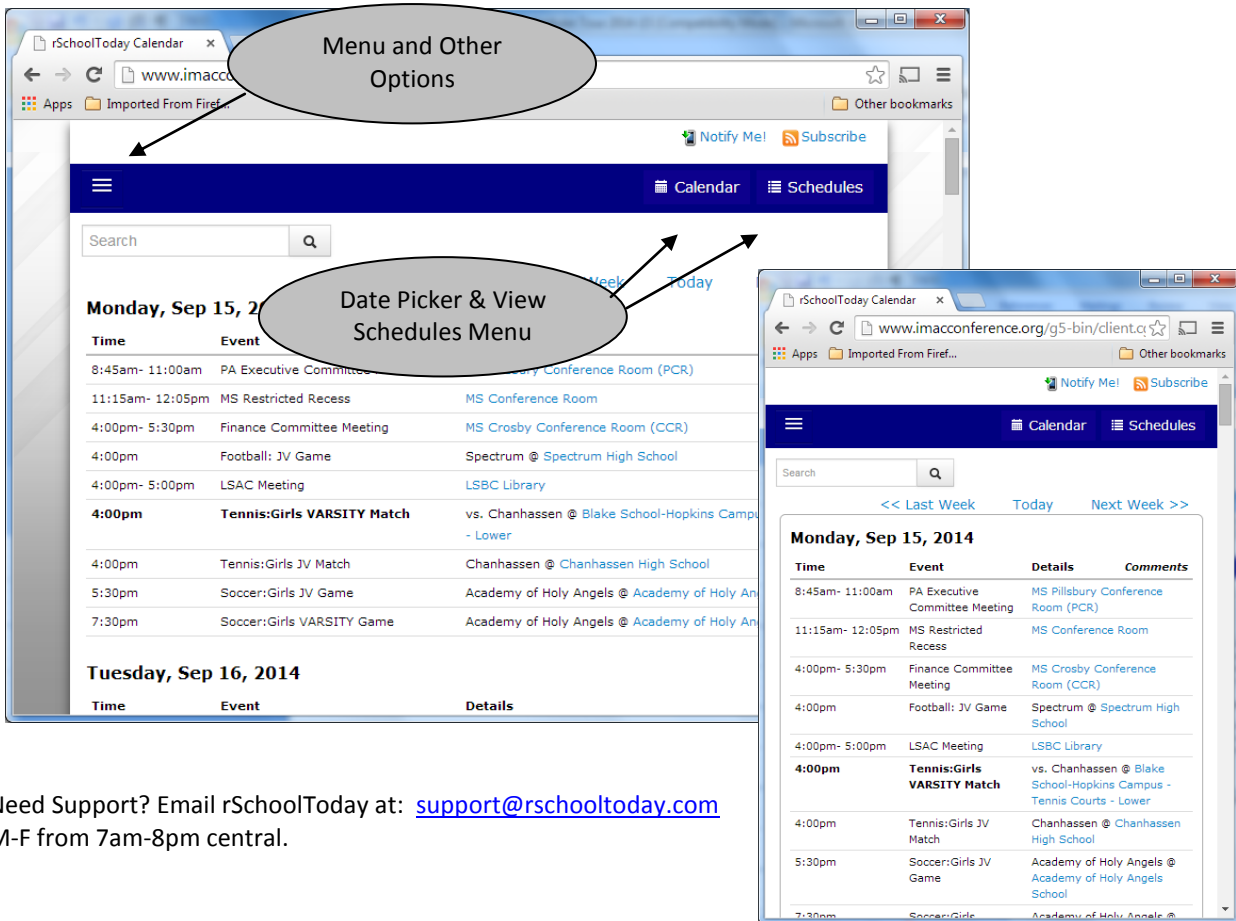 rSchoolToday Calendar
Menu and Other
Options
www.imacco
Apps Imported From Firef... Other bookmarks
Notify Me! Subscribe
Calendar Schedules
Search
Week Today
Date Picker & View
Schedules Menu
Monday, Sep 15, 2
Time Event
8:45am- 11:00am PA Executive Committee Conference Room (PCR)
11:15am- 12:05pm MS Restricted Recess MS Conference Room
4:00pm- 5:30pm Finance Committee Meeting MS Crosby Conference Room (CCR)
4:00pm Football: JV Game Spectrum @ Spectrum High School
4:00pm- 5:00pm LSAC Meeting LSBC Library
4:00pm Tennis:Girls VARSITY Match vs. Chanhassen @ Blake School-Hopkins Campu
- Lower
4:00pm Tennis:Girls JV Match Chanhassen @ Chanhassen High School
5:30pm Soccer:Girls JV Game Academy of Holy Angels @ Academy of Holy An
7:30pm Soccer:Girls VARSITY Game Academy of Holy Angels @ Academy of Holy An
Tuesday, Sep 16, 2014
Time Event Details
rSchoolToday Calendar
www.imacconference.org/g5-bin/client.c
Apps Imported From Firef... Other bookmarks
Notify Me! Subscribe
Calendar Schedules
Search
<< Last Week Today Next Week >>
Monday, Sep 15, 2014
Time Event Details Comments
8:45am- 11:00am PA Executive MS Pillsbury Conference
Committee Meeting Room (PCR)
11:15am- 12:05pm MS Restricted MS Conference Room
Recess
4:00pm- 5:30pm Finance Committee MS Crosby Conference
Meeting Room (CCR)
4:00pm Football: JV Game Spectrum @ Spectrum High
School
4:00pm- 5:00pm LSAC Meeting LSBC Library
4:00pm Tennis:Girls vs. Chanhassen @ Blake
VARSITY Match School-Hopkins Campus -
Tennis Courts - Lower
4:00pm Tennis:Girls JV Chanhassen @ Chanhassen
Match High School
5:30pm Soccer:Girls JV Academy of Holy Angels @
Game Academy of Holy Angels
School
7:30pm Soccer:Girls Academy of Holy Angels @
Need Support? Email rSchoolToday at: support@rschooltoday.com
M-F from 7am-8pm central.